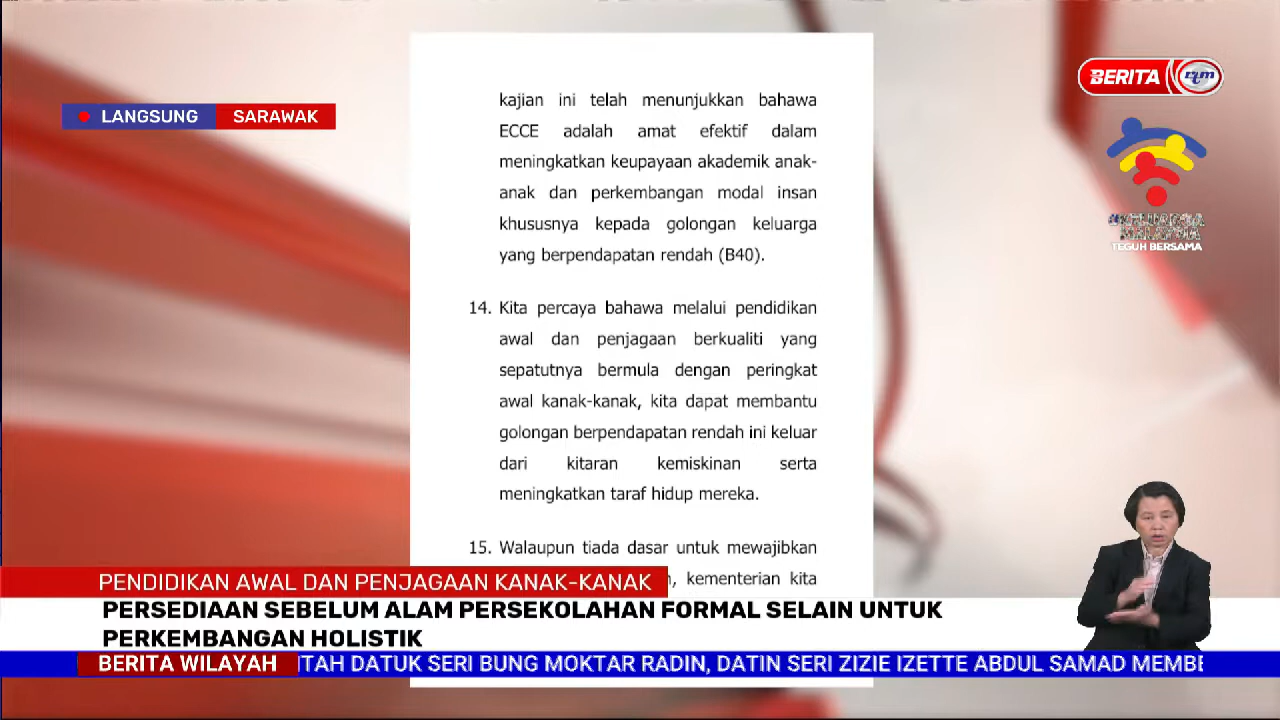 BERITA rtm
LANGSUNG SARAWAK
#KELUARGA
MALAYSIA
TEGUH BERSAMA
kajian ini telah menunjukkan bahawa
ECCE adalah amat efektif dalam
meningkatkan keupayaan akademik anak-
anak dan perkembangan modal insan
khususnya kepada golongan keluarga
yang berpendapatan rendah (B40).
14. Kita percaya bahawa melalui pendidikan
awal dan penjagaan berkualiti yang
sepatutnya bermula dengan peringkat
awal kanak-kanak, kita dapat membantu
golongan berpendapatan rendah ini keluar
dari kitaran kemiskinan serta
meningkatkan taraf hidup mereka.
15. Walaupun tiada dasar untuk mewajibkan
kementerian kita
PENDIDIKAN AWAL DAN PENJAGAAN KANAK-KANAK
PERSEDIAAN SEBELUM ALAM PERSEKOLAHAN FORMAL SELAIN UNTUK
PERKEMBANGAN HOLISTIK
BERITA WILAYAH TAH DATUK SERI BUNG MOKTAR RADIN, DATIN SERI ZIZIE IZETTE ABDUL SAMAD MEMBE